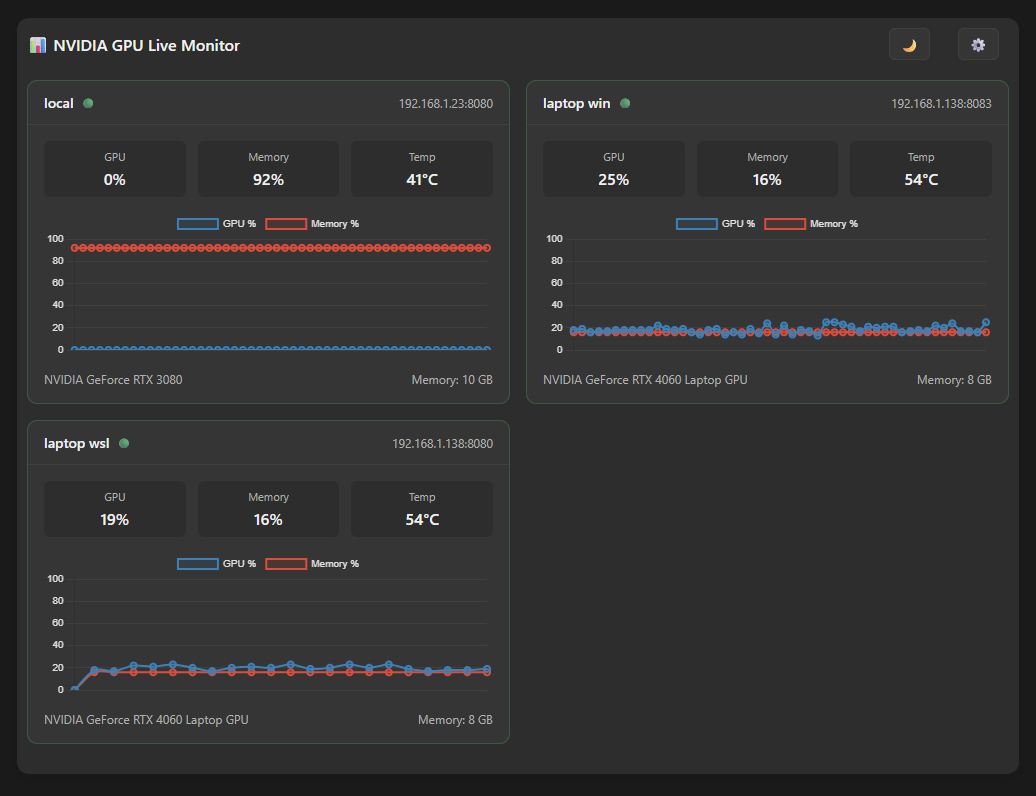 NVIDIA GPU Live Monitor
local 192.168.1.23:8080
GPU Memory Temp
0% 92% 41°C
GPU % Memory %
100
80
60
40
20
0
NVIDIA GeForce RTX 3080 Memory: 10 GB
laptop win 192.168.1.138:8083
GPU Memory Temp
25% 16% 54°C
GPU % Memory %
100
80
60
40
20
0
NVIDIA GeForce RTX 4060 Laptop GPU Memory: 8 GB
laptop wsl 192.168.1.138:8080
GPU Memory Temp
19% 16% 54°C
GPU % Memory %
100
80
60
40
20
0
NVIDIA GeForce RTX 4060 Laptop GPU Memory: 8 GB